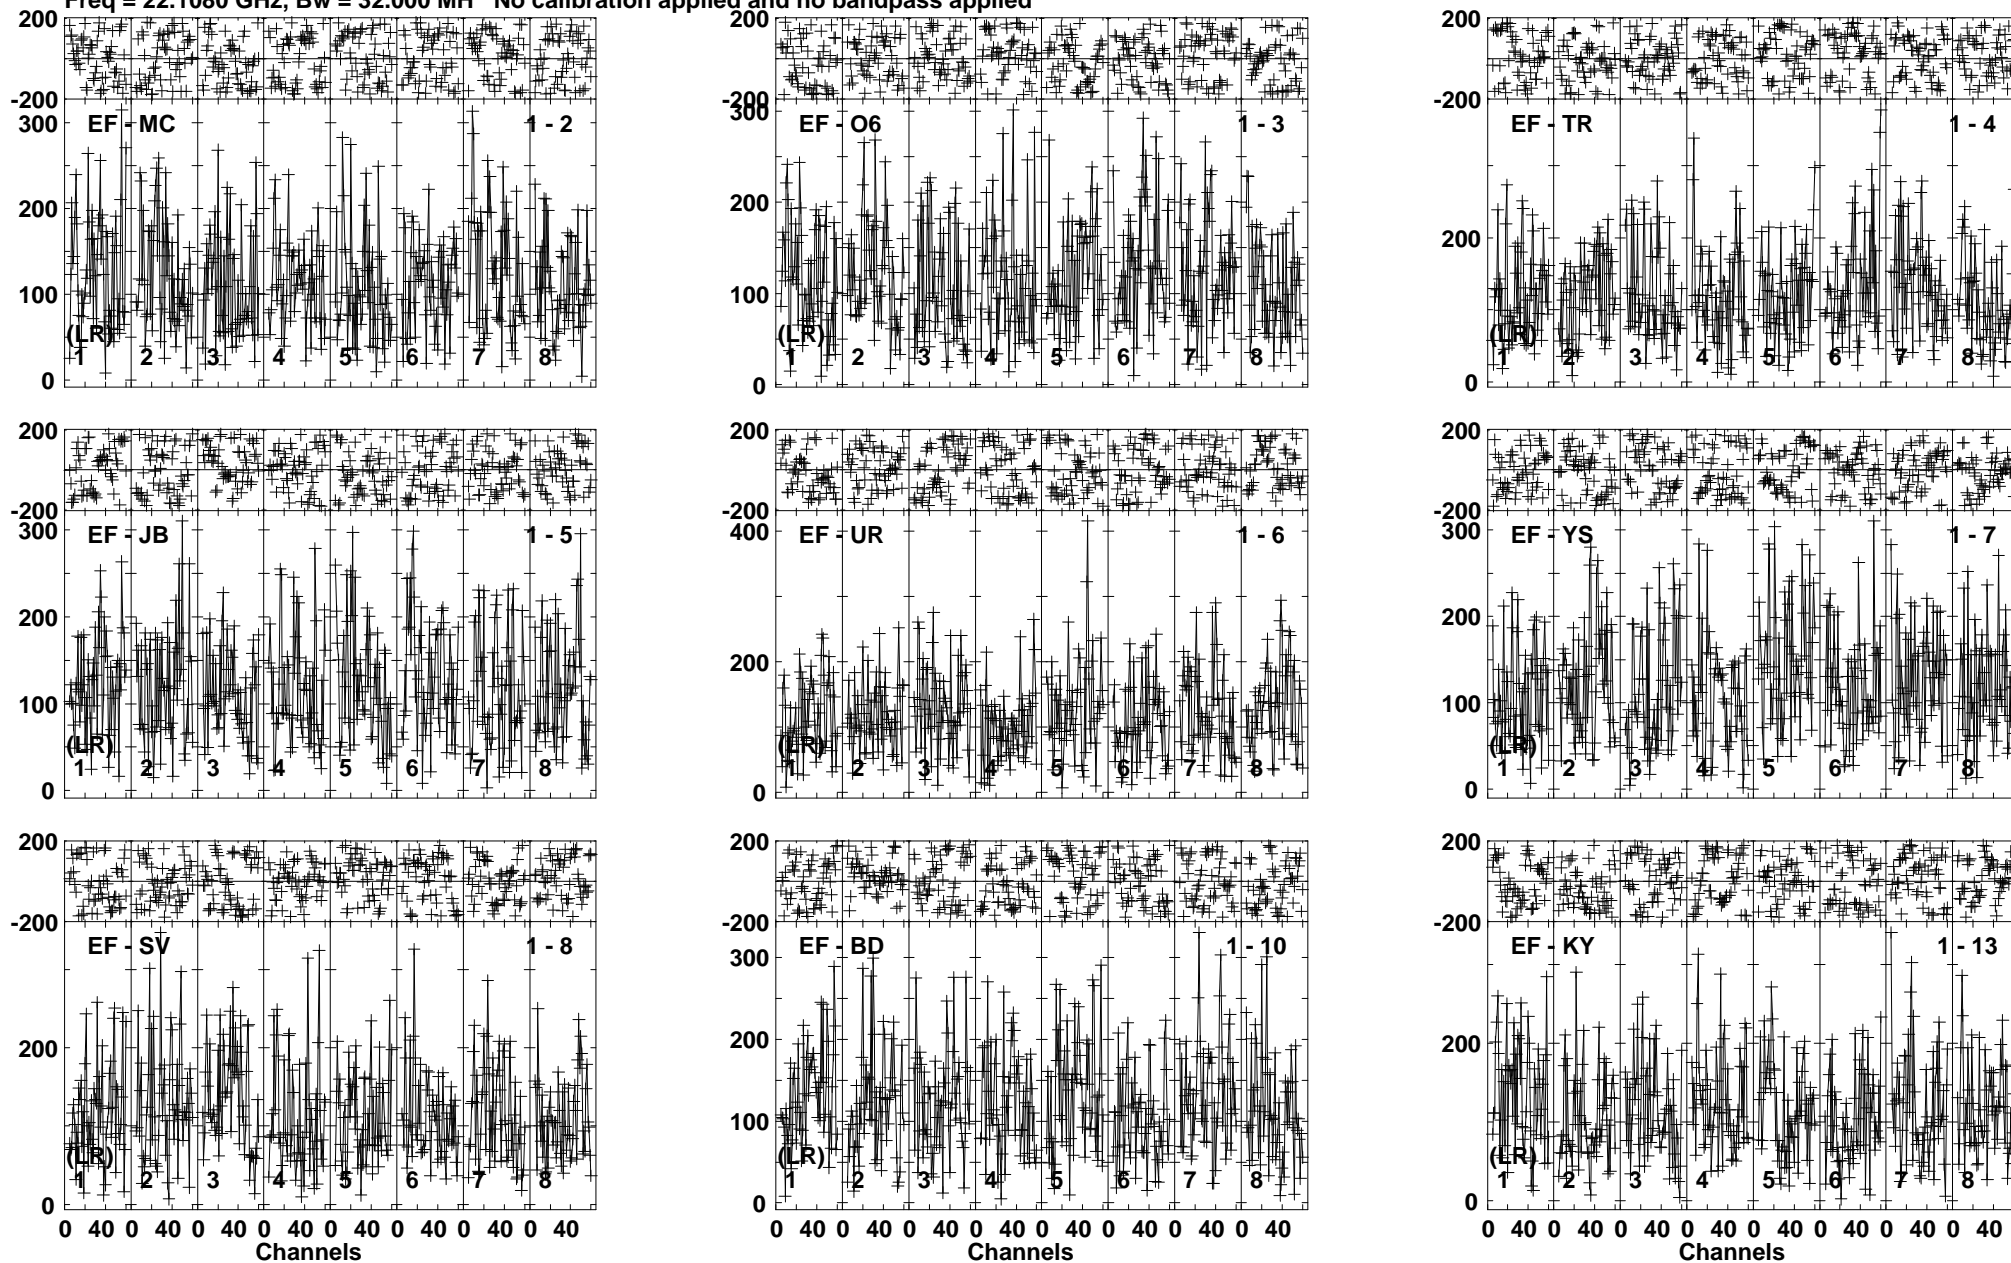 Freq = 22.1080 GHz, Bw = 32.000 MH No calibration applied and no bandpass applied
200 200 200
-200 -200 -200
EF - MC 1 - 2 EF - O6 1 - 3 EF - TR 1 - 4
300 300
200 200 200
100 100
(LR) (LR) (LR)
1 2 3 4 5 6 7 8 1 2 3 4 5 6 7 8 1 2 3 4 5 6 7 8
0 0 0
200 200 200
-200 -200 -200
EF - JB 1 - 5 EF - UR 1 - 6 EF - YS 1 - 7
300 400 300
200 200 200
100 100
(LR) (LR) (LR)
1 2 3 4 5 6 7 8 1 2 3 4 5 6 7 8 1 2 3 4 5 6 7 8
0 0 0
200 200 200
-200 -200 -200
EF - SV 1 - 8 EF - BD 1 - 10 EF - KY 1 - 13
300
200 200 200
100
(LR) (LR) (LR)
1 2 3 4 5 6 7 8 1 2 3 4 5 6 7 8 1 2 3 4 5 6 7 8
0 0 0
0 40 0 40 0 40 0 40 0 40 0 40 0 40 0 40 0 40 0 40 0 40 0 40 0 40 0 40 0 40 0 40 0 40 0 40 0 40 0 40 0 40 0 40 0 40 0 40
Channels Channels Channels